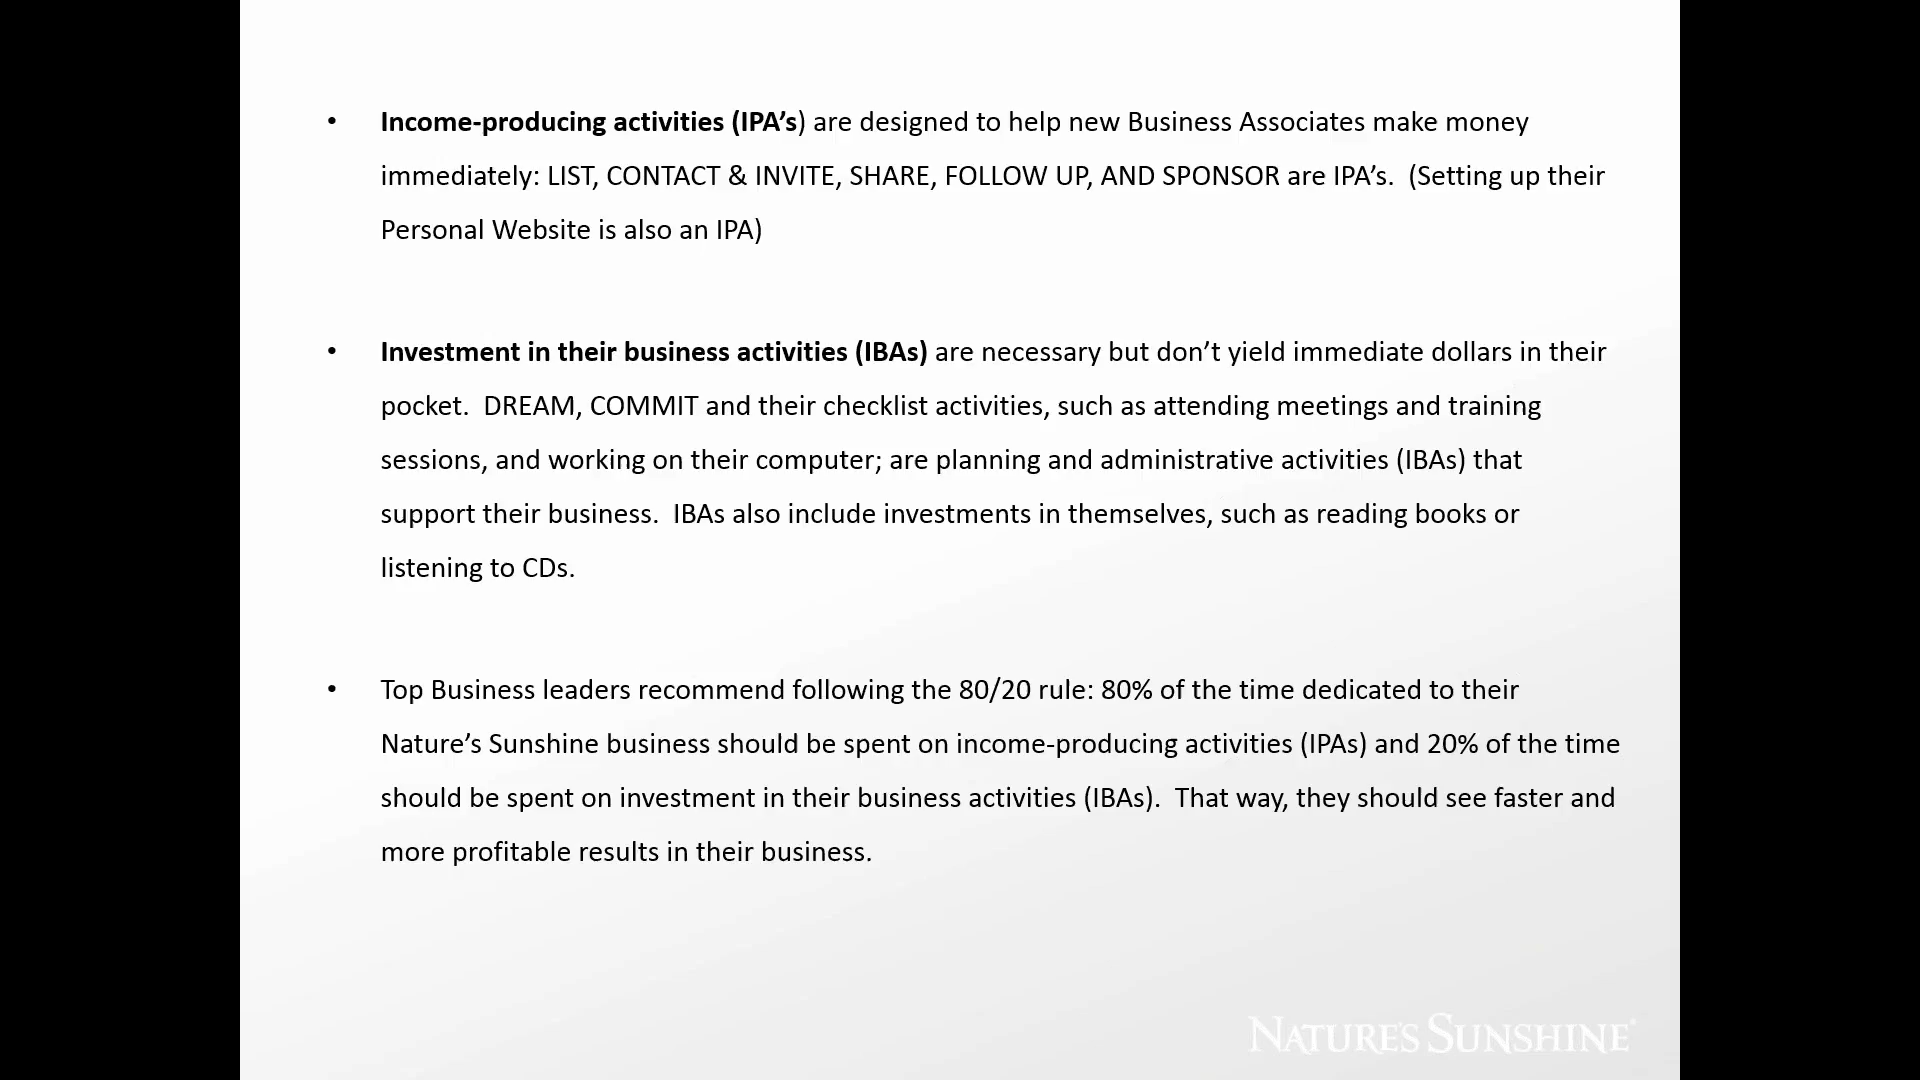 • Income-producing activities (IPA’s) are designed to help new Business Associates make money
immediately: LIST, CONTACT & INVITE, SHARE, FOLLOW UP, AND SPONSOR are IPA’s.  (Setting up their
Personal Website is also an IPA)
• Investment in their business activities (IBAs) are necessary but don’t yield immediate dollars in their
pocket.  DREAM, COMMIT and their checklist activities, such as attending meetings and training
sessions, and working on their computer; are planning and administrative activities (IBAs) that
support their business.  IBAs also include investments in themselves, such as reading books or
listening to CDs.
• Top Business leaders recommend following the 80/20 rule: 80% of the time dedicated to their
Nature’s Sunshine business should be spent on income-producing activities (IPAs) and 20% of the time
should be spent on investment in their business activities (IBAs).  That way, they should see faster and
more profitable results in their business.
NATURE’S SUNSHINE®